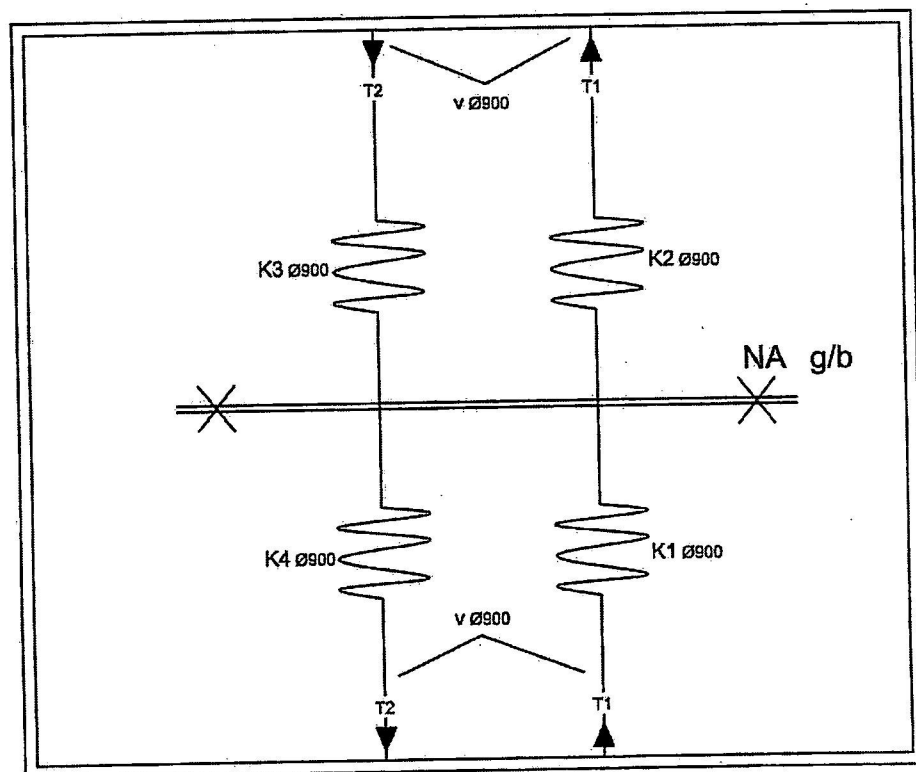 T2
T1
v Ø900
K3 Ø900
K2 Ø900
NA g/b
K4 Ø900
K1 Ø900
v Ø900
T2
T1